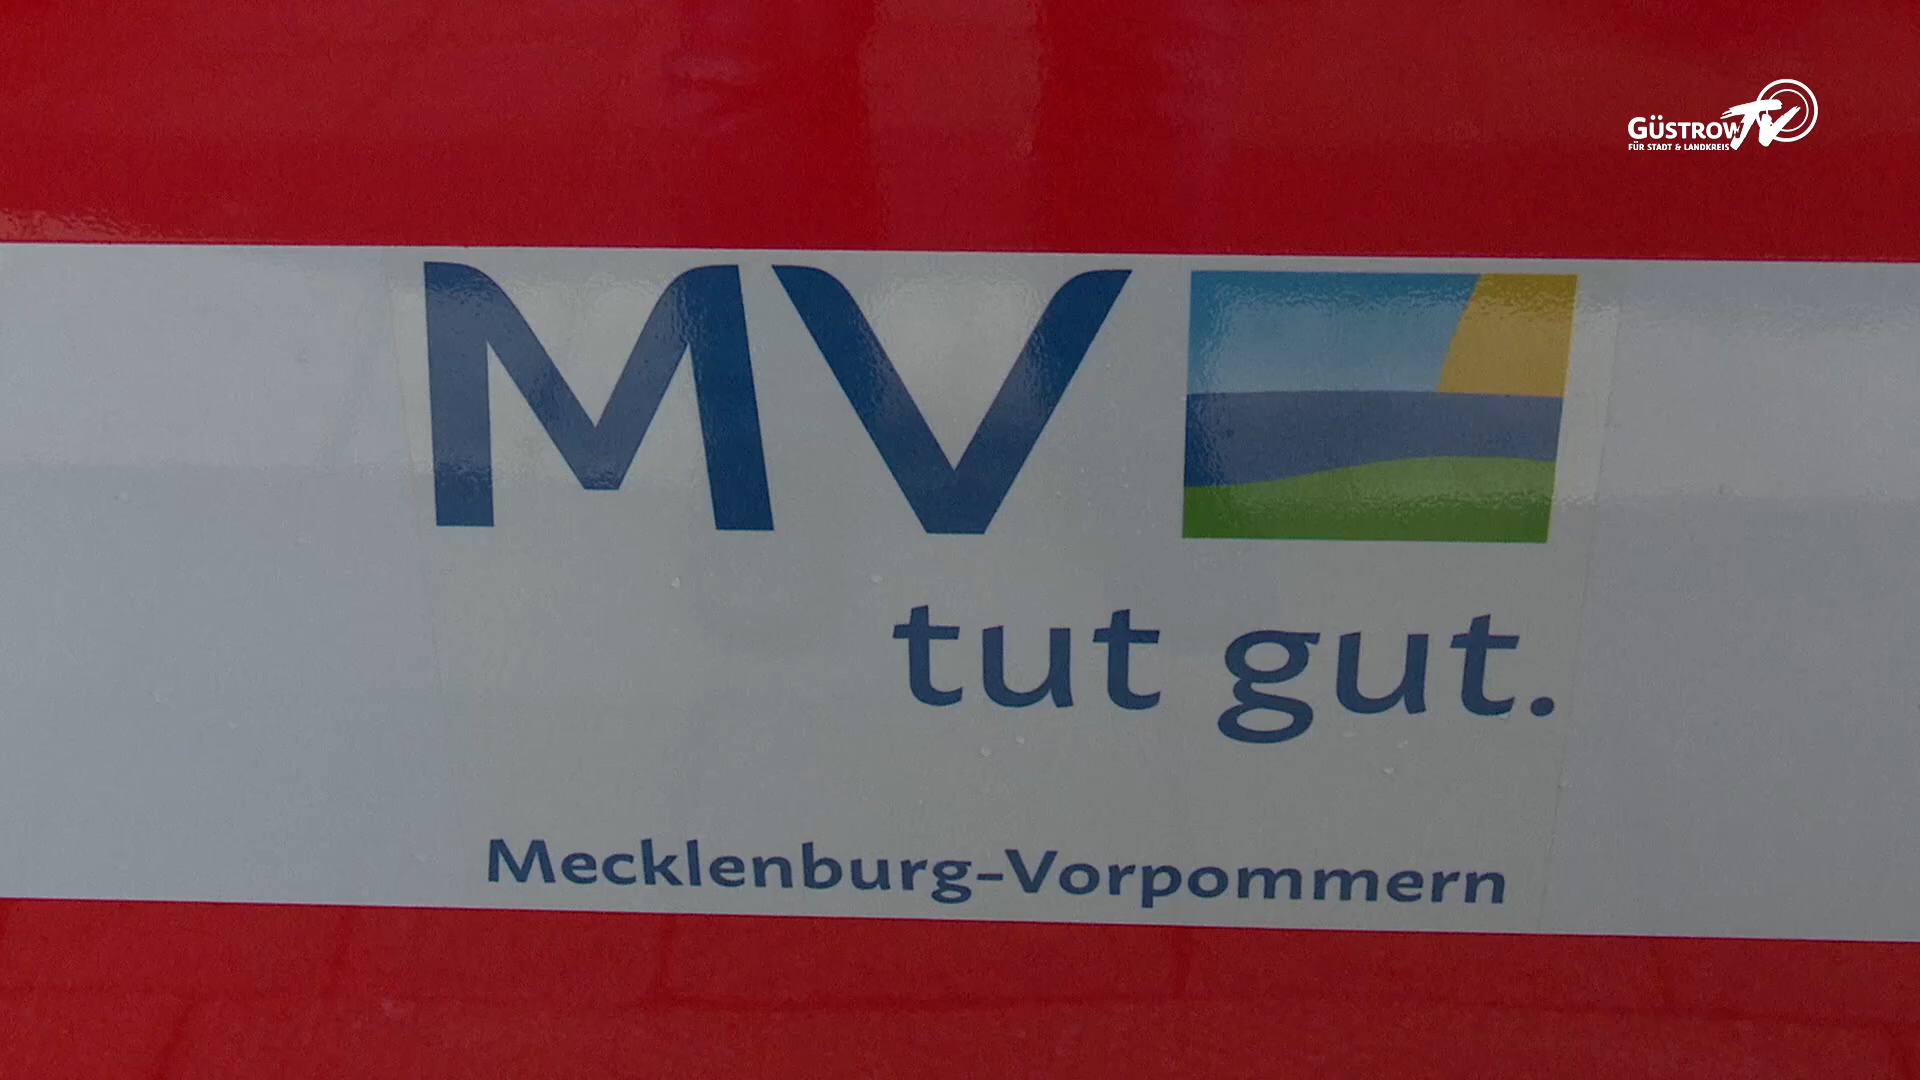 GÜSTROW TV
FÜR STADT & LANDKREIS
MV
tut gut.
Mecklenburg-Vorpommern